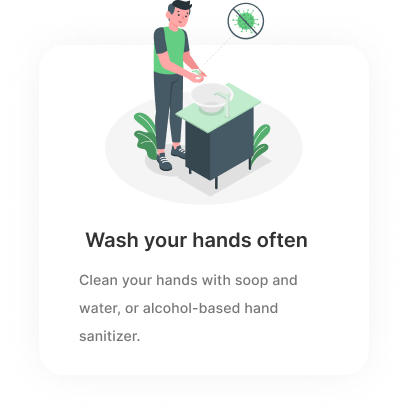 Wash your hands often
Clean your hands with soop and
water, or alcohol-based hand
sanitizer.